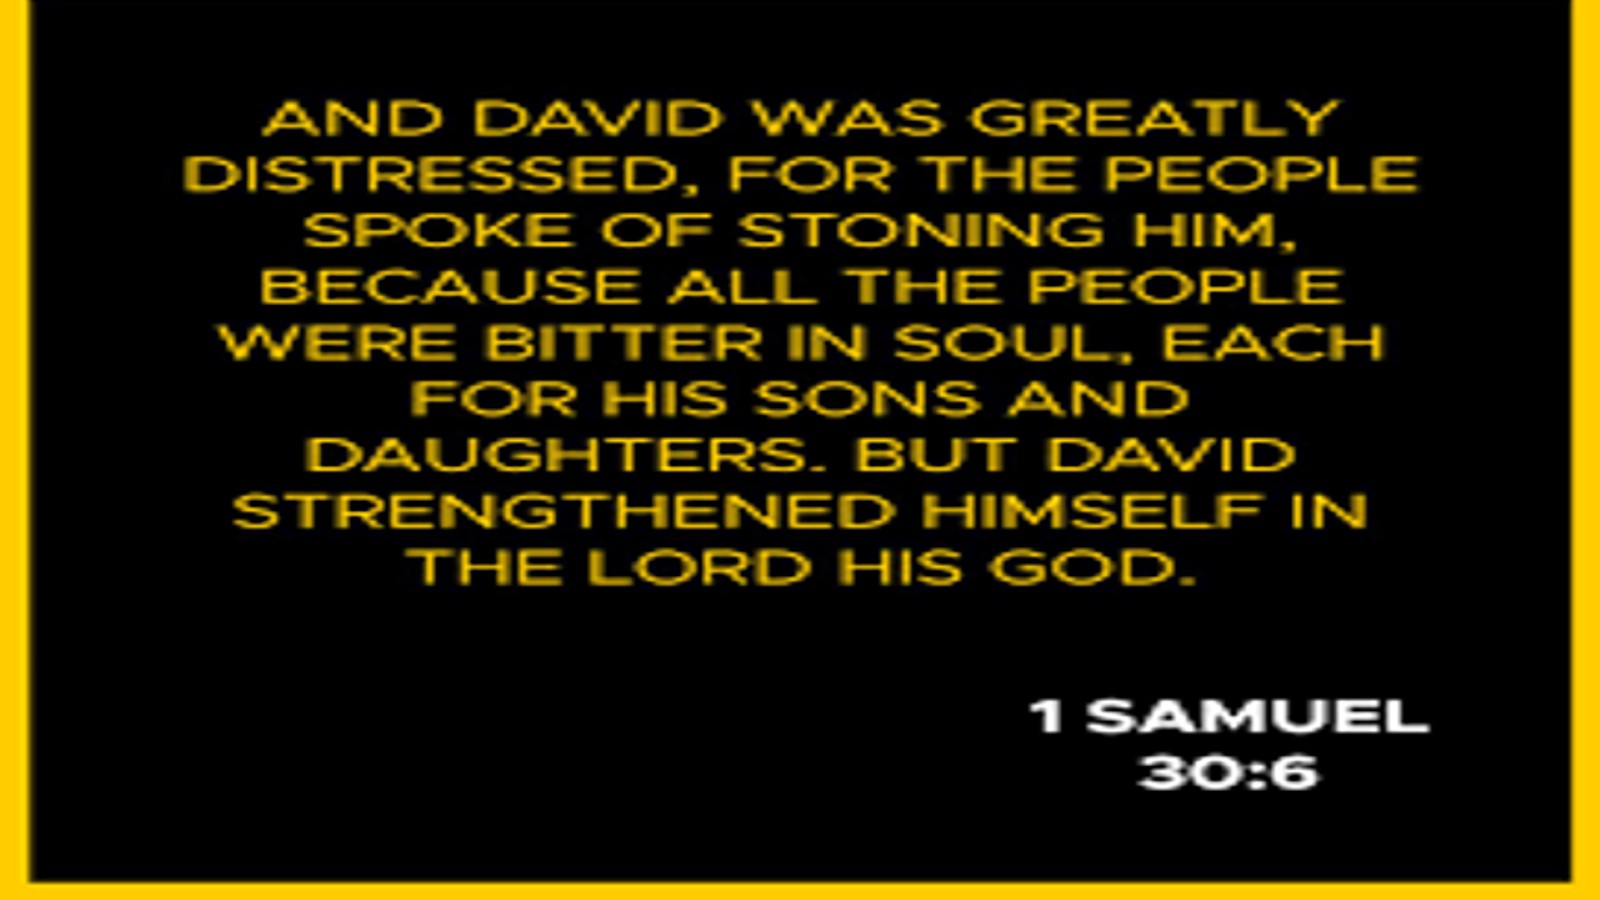 AND DAVID WAS GREATLY
DISTRESSED, FOR THE PEOPLE
SPOKE OF STONING HIM,
BECAUSE ALL THE PEOPLE
WERE BITTER IN SOUL, EACH
FOR HIS SONS AND
DAUGHTERS. BUT DAVID
STRENGTHENED HIMSELF IN
THE LORD HIS GOD.
1 SAMUEL
30:6